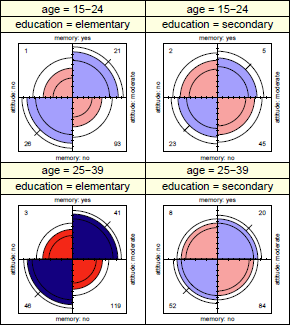 age = 15−24
age = 15−24
education = elementary
education = secondary
memory: yes
memory: yes
1
21
2
5
attitude: no
attitude: moderate
attitude: no
attitude: moderate
26
93
23
45
memory: no
memory: no
age = 25−39
age = 25−39
education = elementary
education = secondary
memory: yes
memory: yes
3
41
8
20
attitude: no
attitude: moderate
attitude: no
attitude: moderate
46
119
52
84
memory: no
memory: no